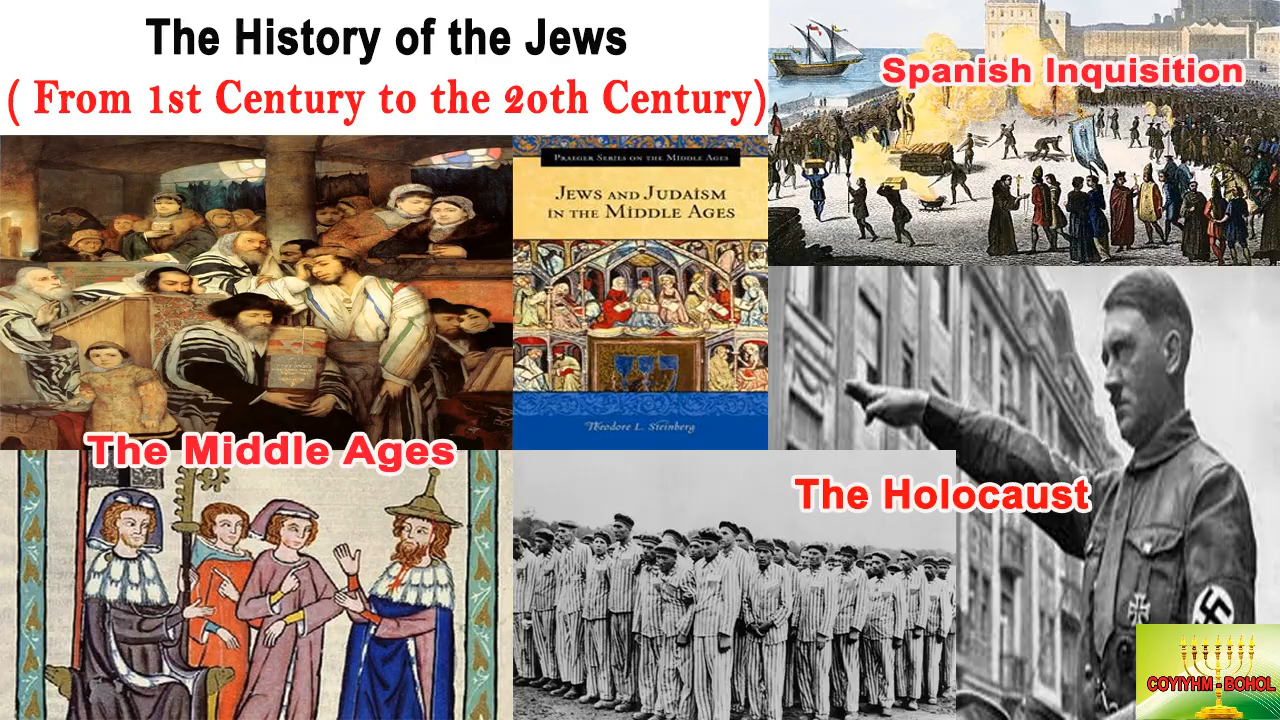 The History of the Jews
( From 1st Century to the 20th Century)
Spanish Inquisition
PRAEGER SERIES ON THE MIDDLE AGES
JEWS AND JUDAISM
IN THE MIDDLE AGES
Theodore L. Steinberg
The Middle Ages
The Holocaust
COYIYHM - BOHOL